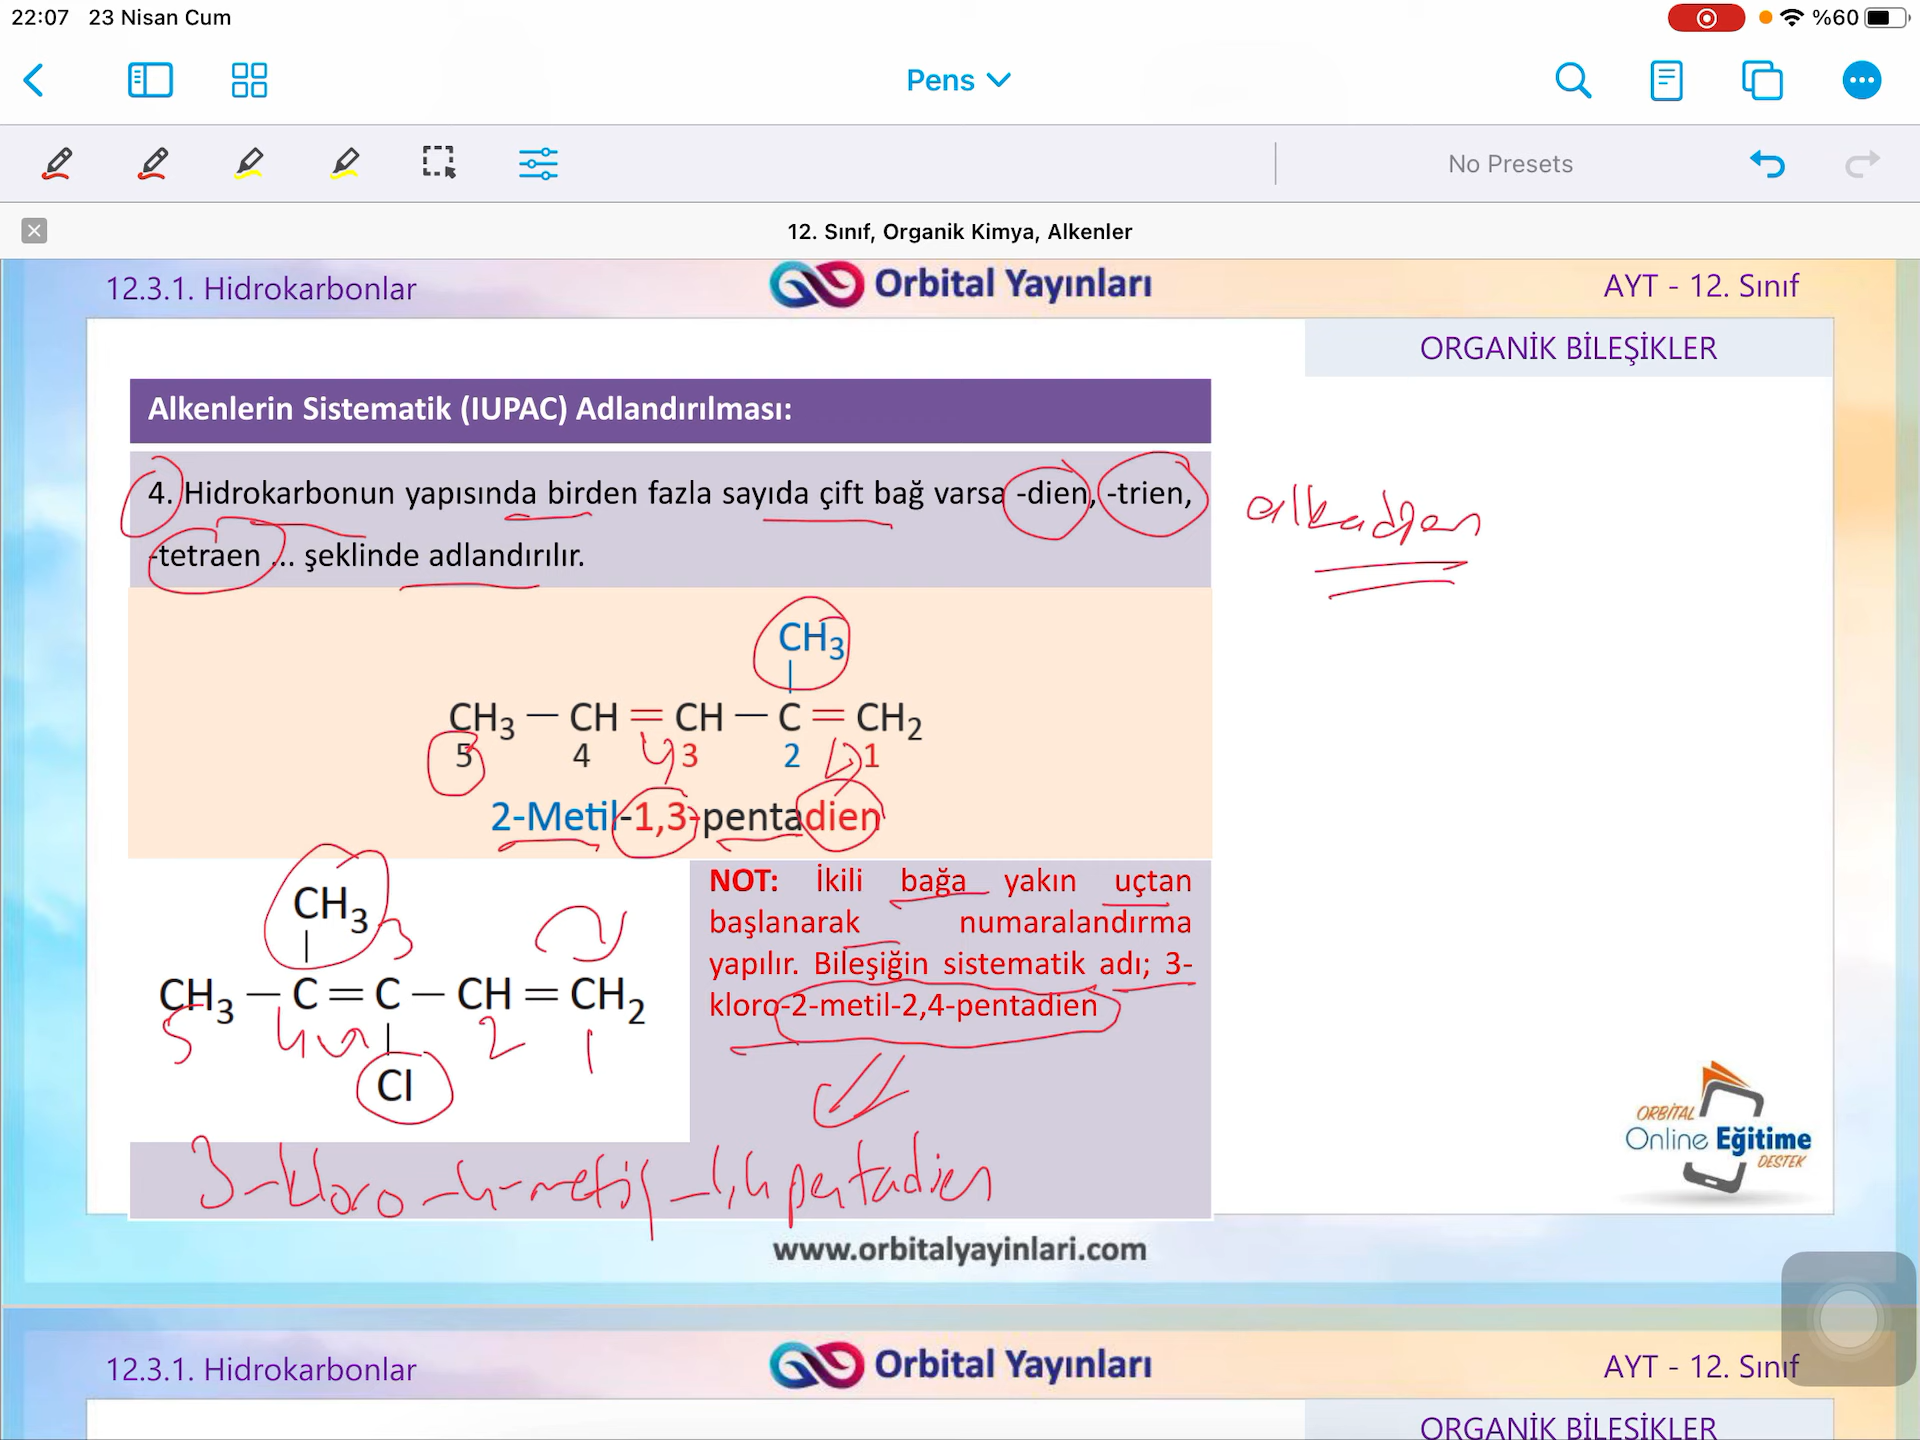 22:07 23 Nisan Cum %60
Pens
No Presets
12. Sınıf, Organik Kimya, Alkenler
12.3.1. Hidrokarbonlar Orbital Yayınları AYT - 12. Sınıf
ORGANİK BİLEŞİKLER
Alkenlerin Sistematik (IUPAC) Adlandırılması:
4. Hidrokarbonun yapısında birden fazla sayıda çift bağ varsa -dien, -trien,
-tetraen ... şeklinde adlandırılır.
alkadien
CH3
CH3 — CH = CH — C = CH2
5 4 3 2 1
2-Metil-1,3-pentadien
CH3
3
CH3 — C = C — CH = CH2
5 4 2 1
Cl
NOT: İkili bağa yakın uçtan
başlanarak numaralandırma
yapılır. Bileşiğin sistematik adı; 3-
kloro-2-metil-2,4-pentadien
3-kloro-4-metil-1,4 pentadien
ORBİTAL
Online Eğitime
DESTEK
www.orbitalyayinlari.com
12.3.1. Hidrokarbonlar Orbital Yayınları AYT - 12. Sınıf
ORGANİK BİLEŞİKLER